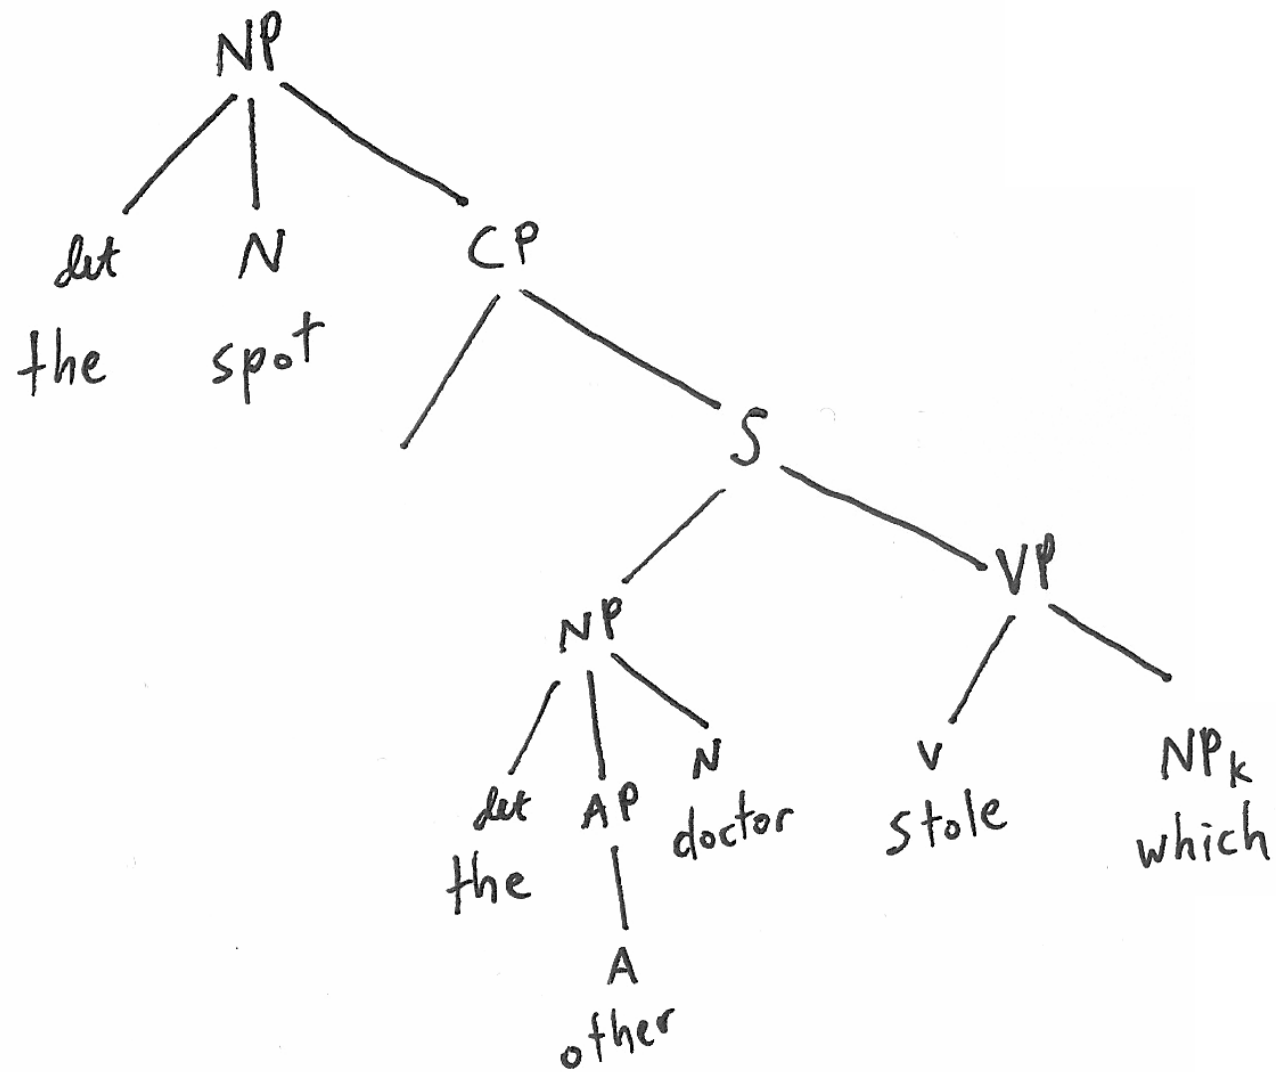 NP
det N CP
the spot
S
NP VP
det AP N V NPk
the doctor stole which
A
other